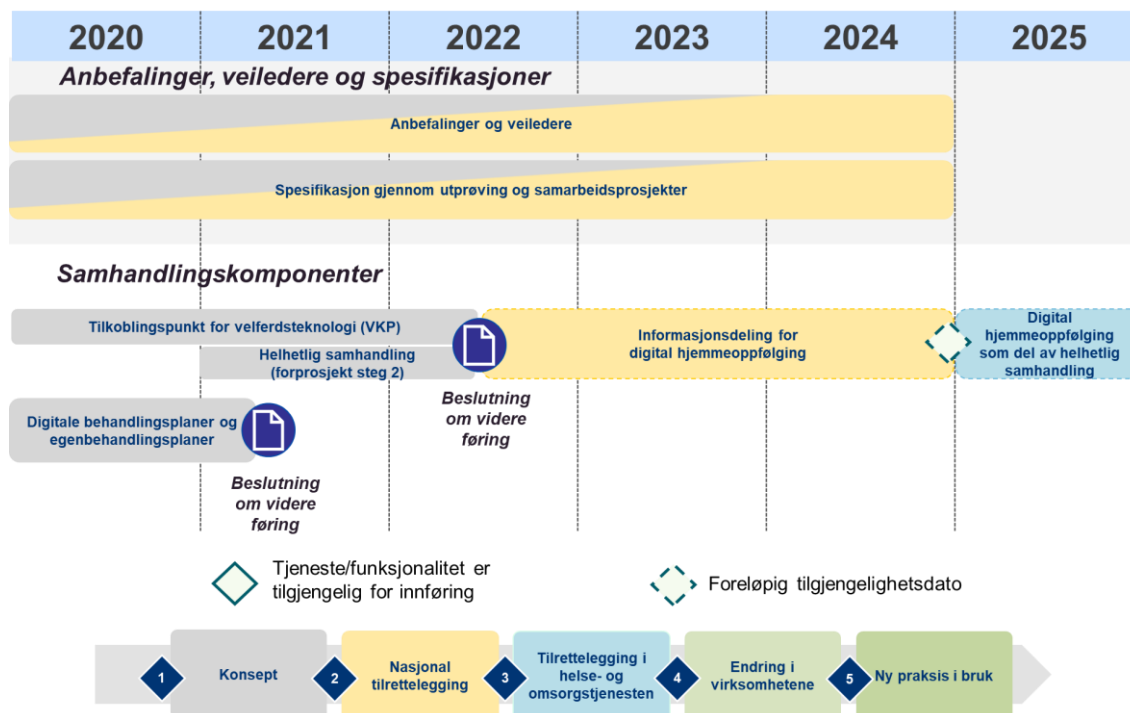 2020 2021 2022 2023 2024 2025
Anbefalinger, veiledere og spesifikasjoner
Anbefalinger og veiledere
Spesifikasjon gjennom utprøving og samarbeidsprosjekter
Samhandlingskomponenter
Tilkoblingspunkt for velferdsteknologi (VKP)
Helhetlig samhandling
(forprosjekt steg 2)
Informasjonsdeling for
digital hjemmeoppfølging
Digital
hjemmeoppfølging
som del av helhetlig
samhandling
Beslutning
om videre
føring
Digitale behandlingsplaner og
egenbehandlingsplaner
Beslutning
om videre
føring
Tjeneste/funksjonalitet er
tilgjengelig for innføring
Foreløpig tilgjengelighetsdato
1
Konsept
2
Nasjonal
tilrettelegging
3
Tilrettelegging i
helse- og
omsorgstjenesten
4
Endring i
virksomhetene
5
Ny praksis i bruk